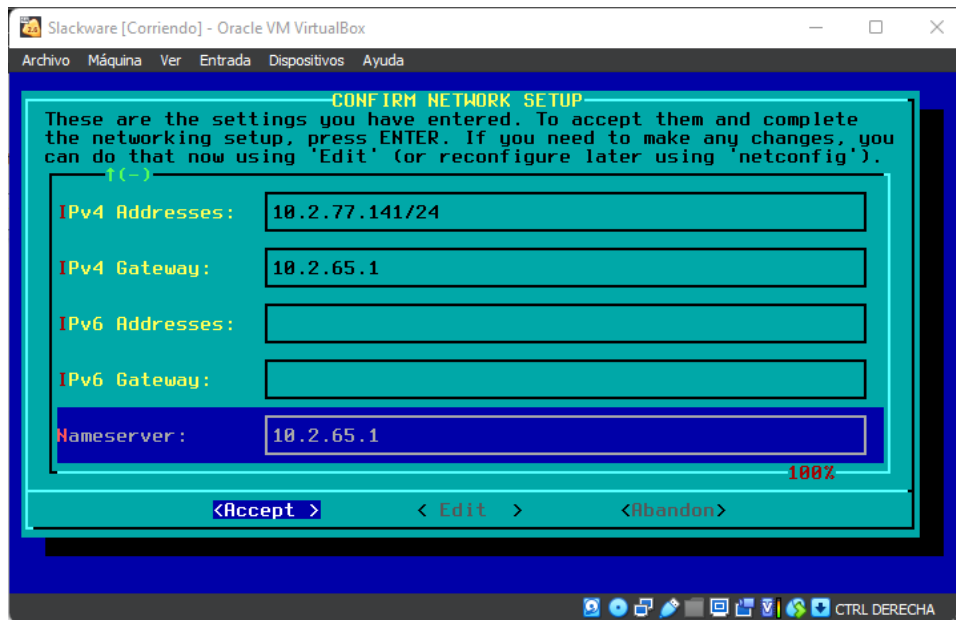 Slackware [Corriendo] - Oracle VM VirtualBox
Archivo Máquina Ver Entrada Dispositivos Ayuda
CONFIRM NETWORK SETUP
These are the settings you have entered. To accept them and complete
the networking setup, press ENTER. If you need to make any changes, you
can do that now using 'Edit' (or reconfigure later using 'netconfig').
↑(-)
IPv4 Addresses: 10.2.77.141/24
IPv4 Gateway: 10.2.65.1
IPv6 Addresses:
IPv6 Gateway:
Nameserver: 10.2.65.1
100%
<Accept > < Edit > <Abandon>
CTRL DERECHA